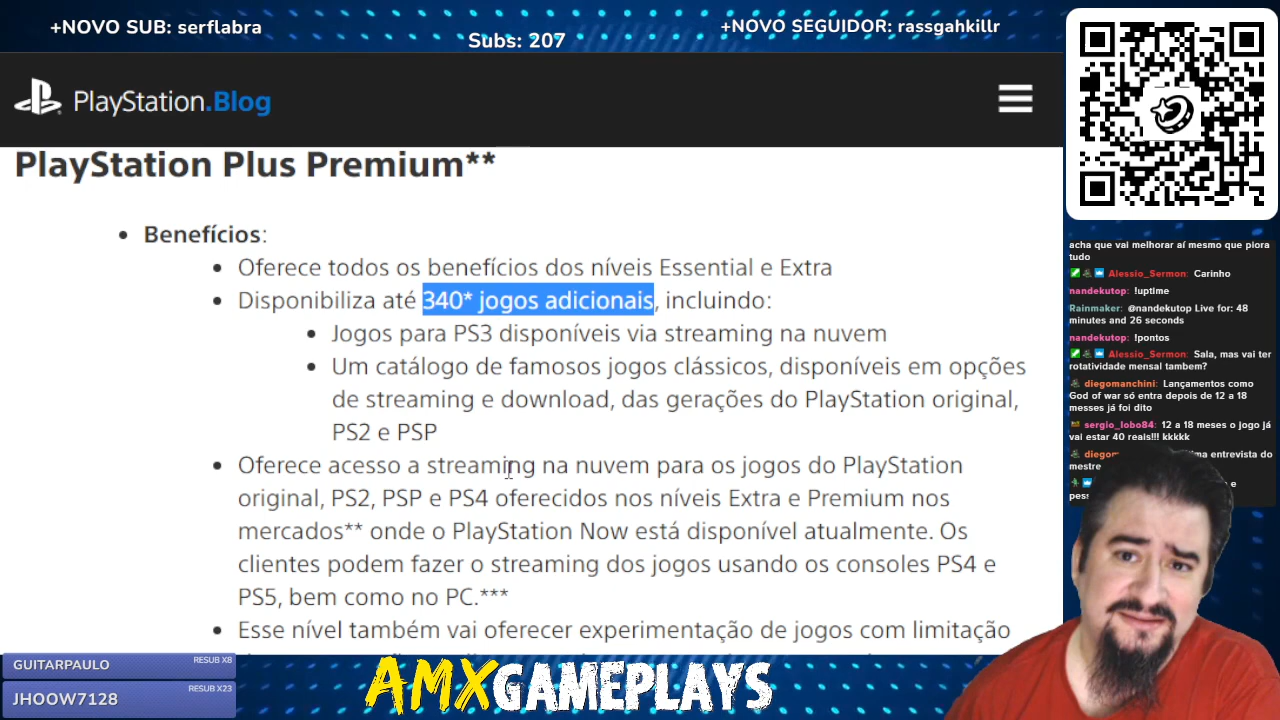 +NOVO SUB: serflabra
Subs: 207
+NOVO SEGUIDOR: rassgahkillr
PlayStation.Blog
PlayStation Plus Premium**
• Benefícios:
• Oferece todos os benefícios dos níveis Essential e Extra
• Disponibiliza até 340* jogos adicionais, incluindo:
• Jogos para PS3 disponíveis via streaming na nuvem
• Um catálogo de famosos jogos clássicos, disponíveis em opções
de streaming e download, das gerações do PlayStation original,
PS2 e PSP
• Oferece acesso a streaming na nuvem para os jogos do PlayStation
original, PS2, PSP e PS4 oferecidos nos níveis Extra e Premium nos
mercados** onde o PlayStation Now está disponível atualmente. Os
clientes podem fazer o streaming dos jogos usando os consoles PS4 e
PS5, bem como no PC.***
• Esse nível também vai oferecer experimentação de jogos com limitação
acha que vai melhorar aí mesmo que piora
tudo
Alessio_Sermon: Carinho
nandekutop: !uptime
Rainmaker: @nandekutop Live for: 48
minutes and 26 seconds
nandekutop: !pontos
Alessio_Sermon: Sala, mas vai ter
rotatividade mensal tambem?
diegomanchini: Lançamentos como
God of war só entra depois de 12 a 18
messes já foi dito
sergio_lobo84: 12 a 18 meses o jogo já
vai estar 40 reais!!! kkkkk
entrevista do
mestre
e
GUITARPAULO
RESUB X8
JHOOW7128
RESUB X23
AMXGAMEPLAYS